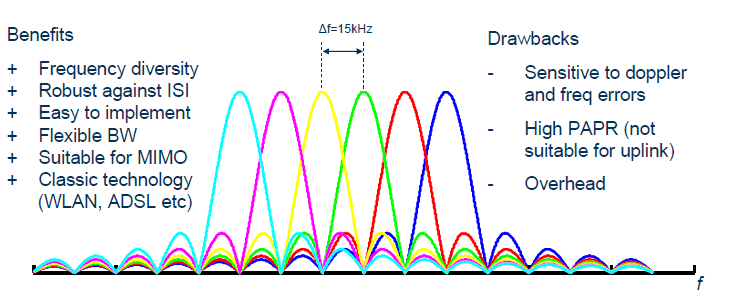 Benefits
+ Frequency diversity
+ Robust against ISI
+ Easy to implement
+ Flexible BW
+ Suitable for MIMO
+ Classic technology
(WLAN, ADSL etc)
Δf=15kHz
Drawbacks
- Sensitive to doppler
and freq errors
- High PAPR (not
suitable for uplink)
- Overhead
f